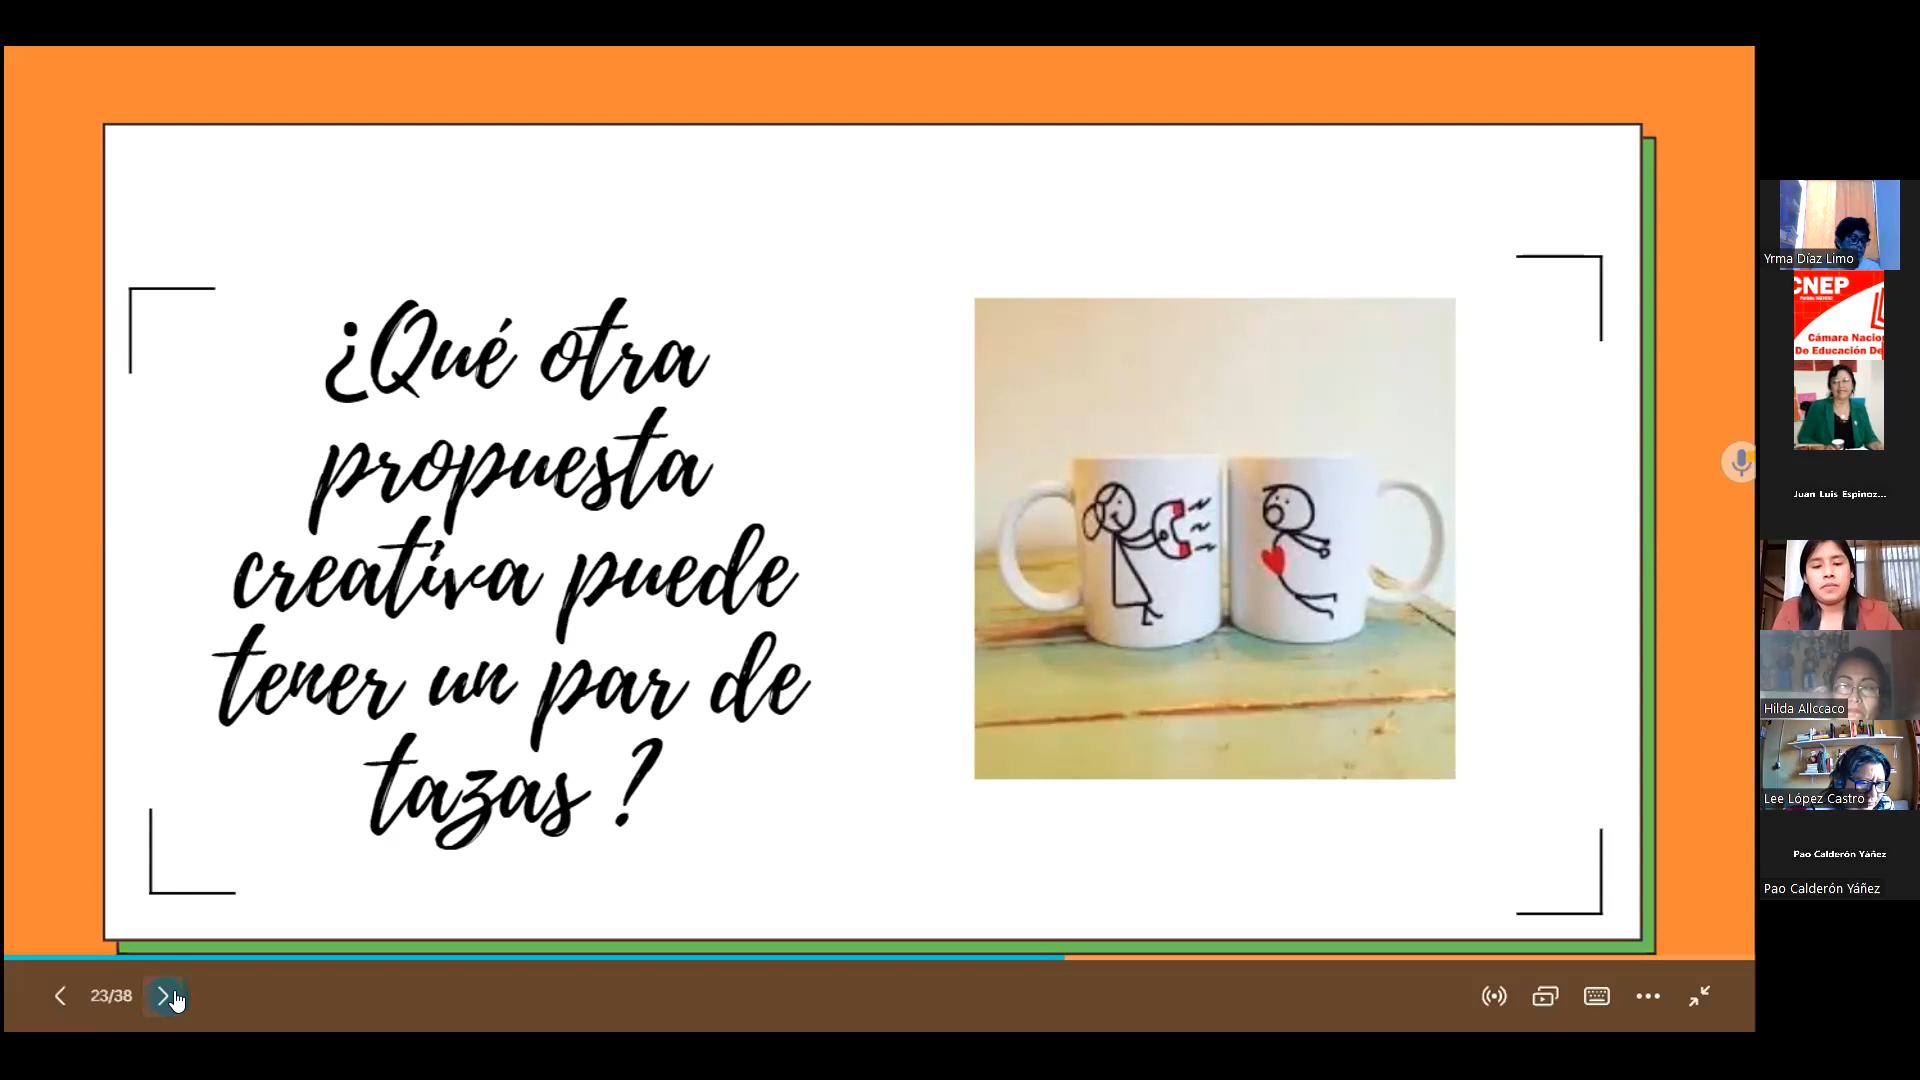 ¿Qué otra
propuesta
creativa puede
tener un par de
tazas ?
23/38
Yrma Díaz Limo
CNEP
Cámara Nacio
De Educación De
Juan Luis Espinoz...
Hilda Allccaco
Lee López Castro
Pao Calderón Yáñez
Pao Calderón Yáñez